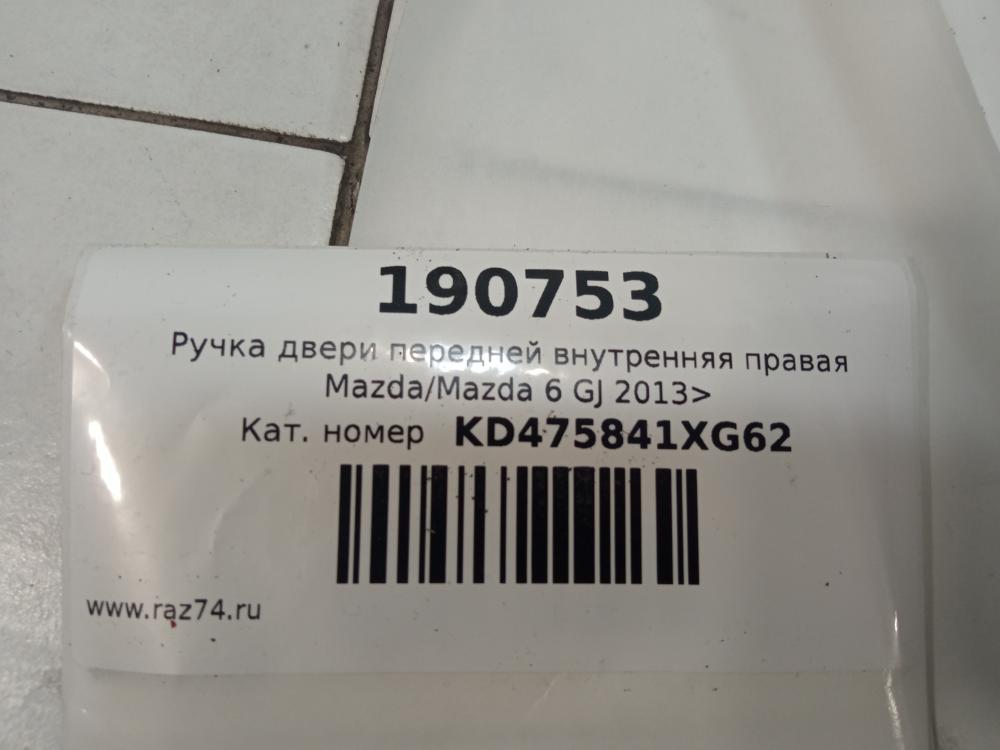 190753
Ручка двери передней внутренняя правая
Mazda/Mazda 6 GJ 2013>
Кат. номер KD475841XG62
www.raz74.ru